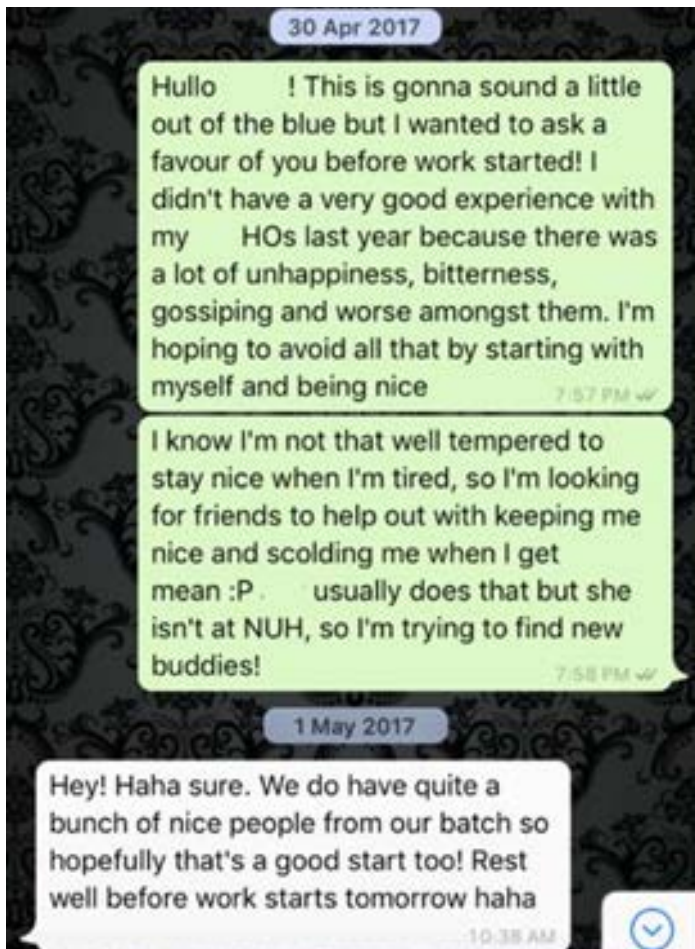 30 Apr 2017
Hullo ! This is gonna sound a little
out of the blue but I wanted to ask a
favour of you before work started! I
didn't have a very good experience with
my HOs last year because there was
a lot of unhappiness, bitterness,
gossiping and worse amongst them. I'm
hoping to avoid all that by starting with
myself and being nice
7:57 PM
I know I'm not that well tempered to
stay nice when I'm tired, so I'm looking
for friends to help out with keeping me
nice and scolding me when I get
mean :P usually does that but she
isn't at NUH, so I'm trying to find new
buddies!
7:58 PM
1 May 2017
Hey! Haha sure. We do have quite a
bunch of nice people from our batch so
hopefully that's a good start too! Rest
well before work starts tomorrow haha
10:38 AM